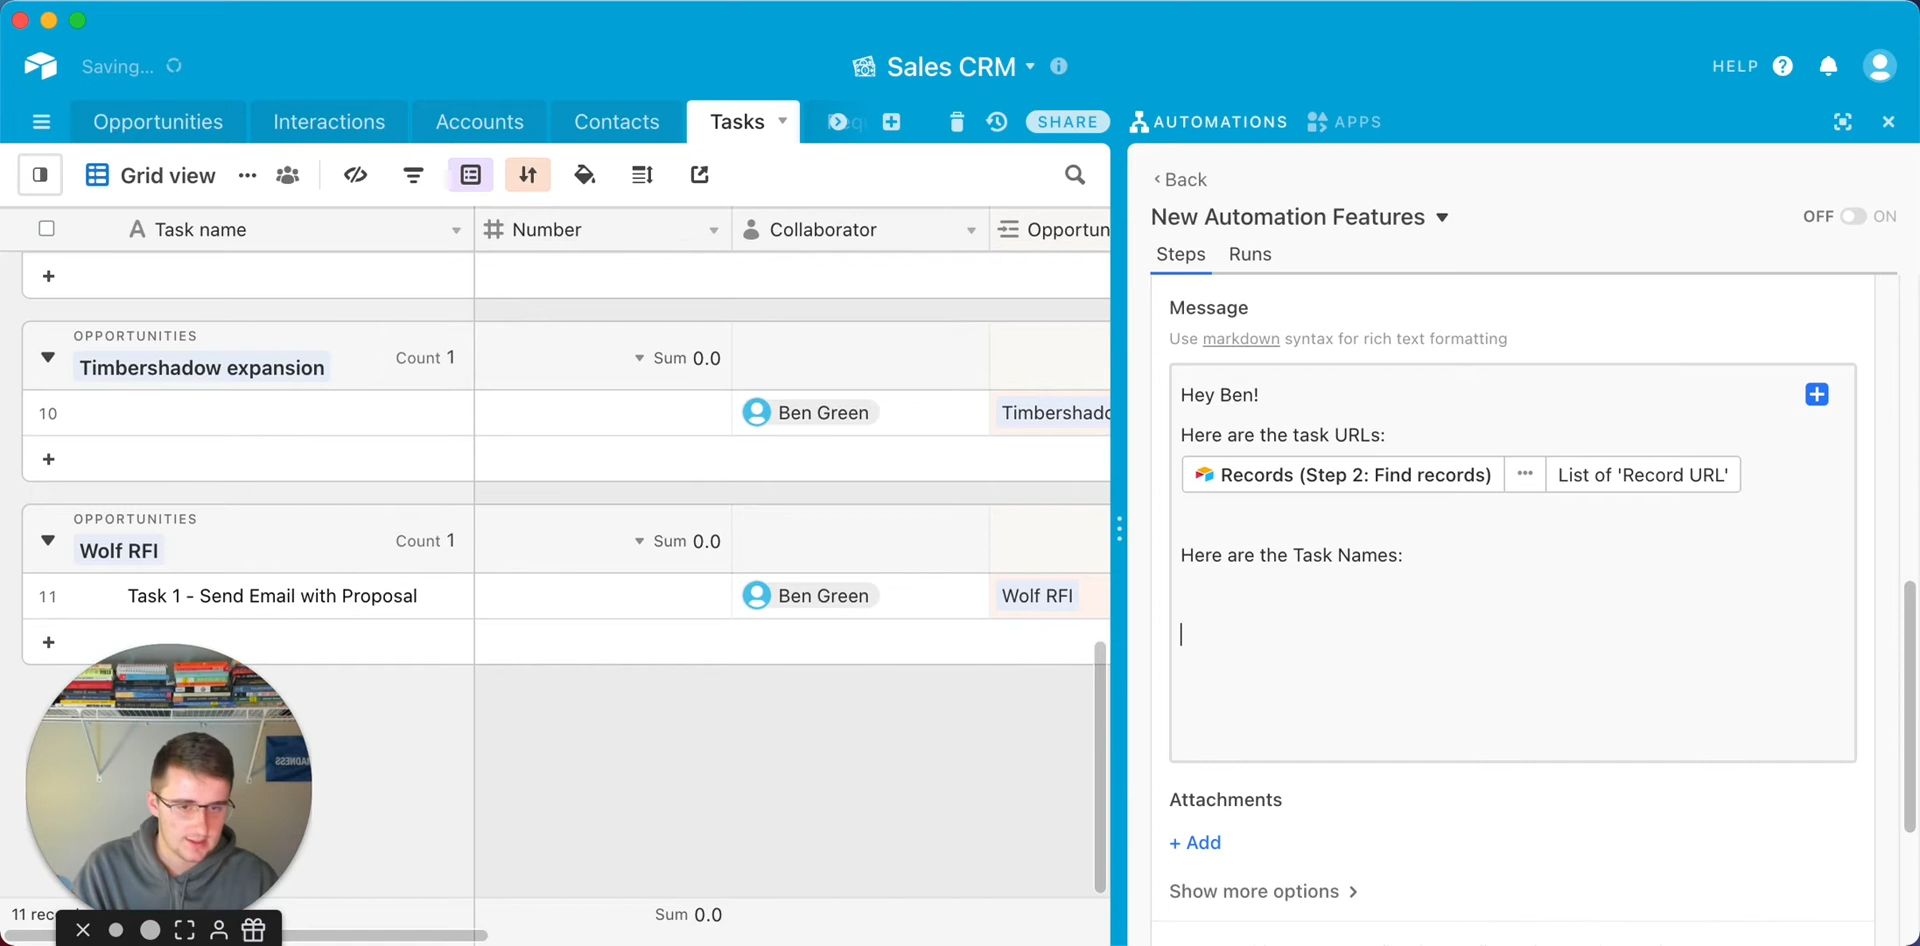 Saving...
Sales CRM
HELP
Opportunities
Interactions
Accounts
Contacts
Tasks
SHARE
AUTOMATIONS
APPS
Grid view
Task name
Number
Collaborator
Opportun
OPPORTUNITIES
Timbershadow expansion
Count 1
Sum 0.0
10
Ben Green
Timbershado
OPPORTUNITIES
Wolf RFI
Count 1
Sum 0.0
11
Task 1 - Send Email with Proposal
Ben Green
Wolf RFI
11 rec
Sum 0.0
Back
New Automation Features
OFF
ON
Steps
Runs
Message
Use markdown syntax for rich text formatting
Hey Ben!
Here are the task URLs:
Records (Step 2: Find records)
List of 'Record URL'
Here are the Task Names:
Attachments
+ Add
Show more options